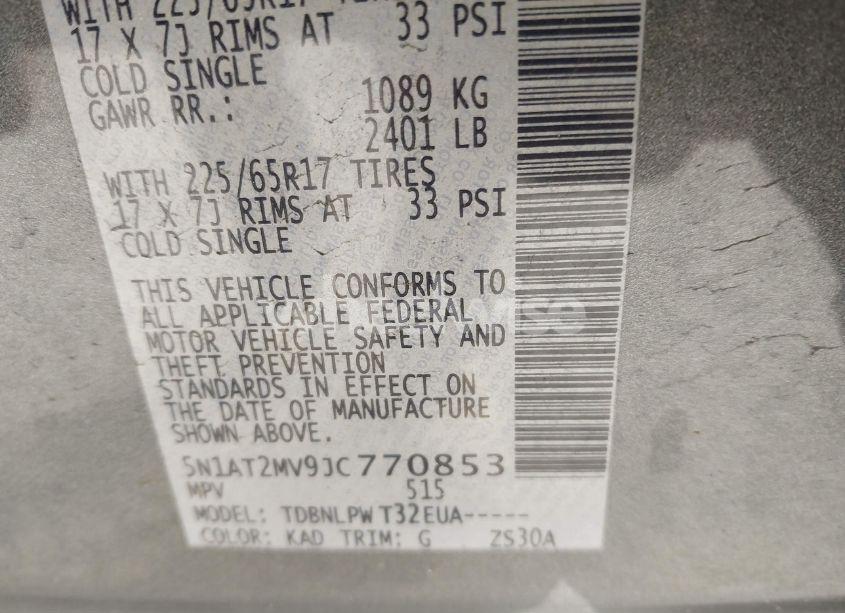 WITH 225/65R17
17 X 7J RIMS AT 33 PSI
COLD SINGLE
GAWR RR.: 1089 KG
2401 LB
WITH 225/65R17 TIRES
17 X 7J RIMS AT 33 PSI
COLD SINGLE
THIS VEHICLE CONFORMS TO
ALL APPLICABLE FEDERAL
MOTOR VEHICLE SAFETY AND
THEFT PREVENTION
STANDARDS IN EFFECT ON
THE DATE OF MANUFACTURE
SHOWN ABOVE.
5N1AT2MV9JC770853
MPV 515
MODEL: TDBNLPW T32EUA-----
COLOR: KAD TRIM: G ZS30A